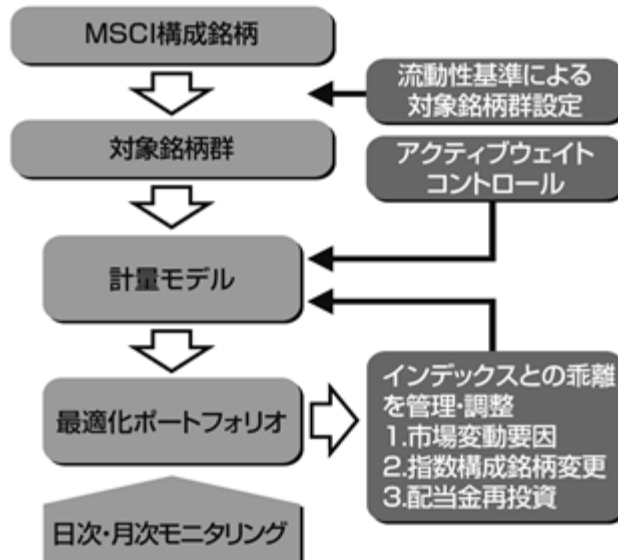 MSCI構成銘柄
流動性基準による
対象銘柄群設定
対象銘柄群
アクティブウェイト
コントロール
計量モデル
最適化ポートフォリオ
インデックスとの乖離
を管理・調整
1.市場変動要因
2.指数構成銘柄変更
3.配当金再投資
日次・月次モニタリング